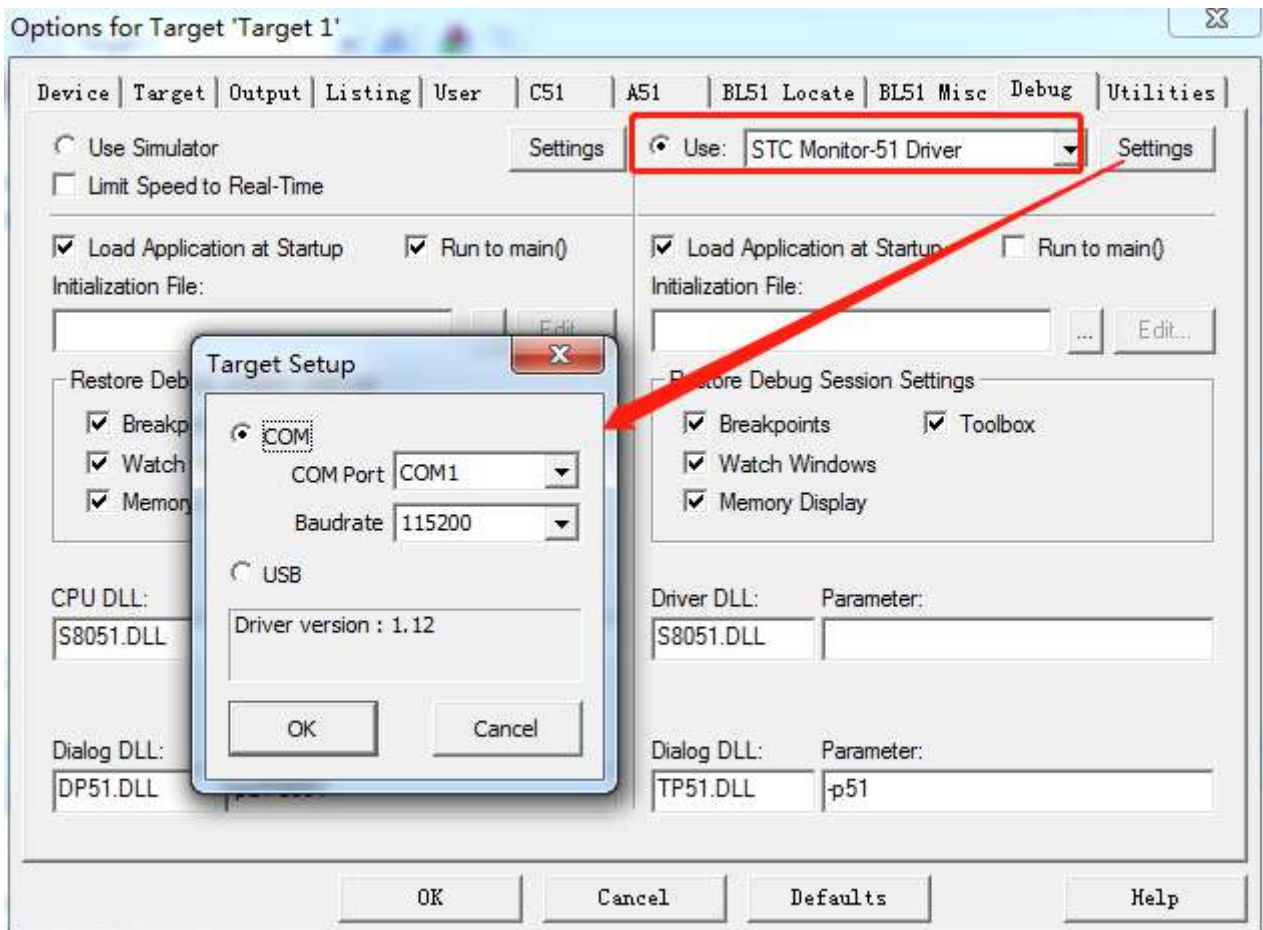 Options for Target 'Target 1'
Device Target Output Listing User C51 A51 BL51 Locate BL51 Misc Debug Utilities
Use Simulator Settings Use: STC Monitor-51 Driver Settings
Limit Speed to Real-Time
Load Application at Startup Run to main() Load Application at Startup Run to main()
Initialization File: Initialization File:
... Edit...
Target Setup
Restore Deb Restore Debug Session Settings
Breakp COM Breakpoints Toolbox
Watch COM Port COM1 Watch Windows
Memory Baudrate 115200 Memory Display
USB
CPU DLL: Driver DLL: Parameter:
S8051.DLL Driver version : 1.12 S8051.DLL
OK Cancel
Dialog DLL: Dialog DLL: Parameter:
DP51.DLL TP51.DLL -p51
OK Cancel Defaults Help